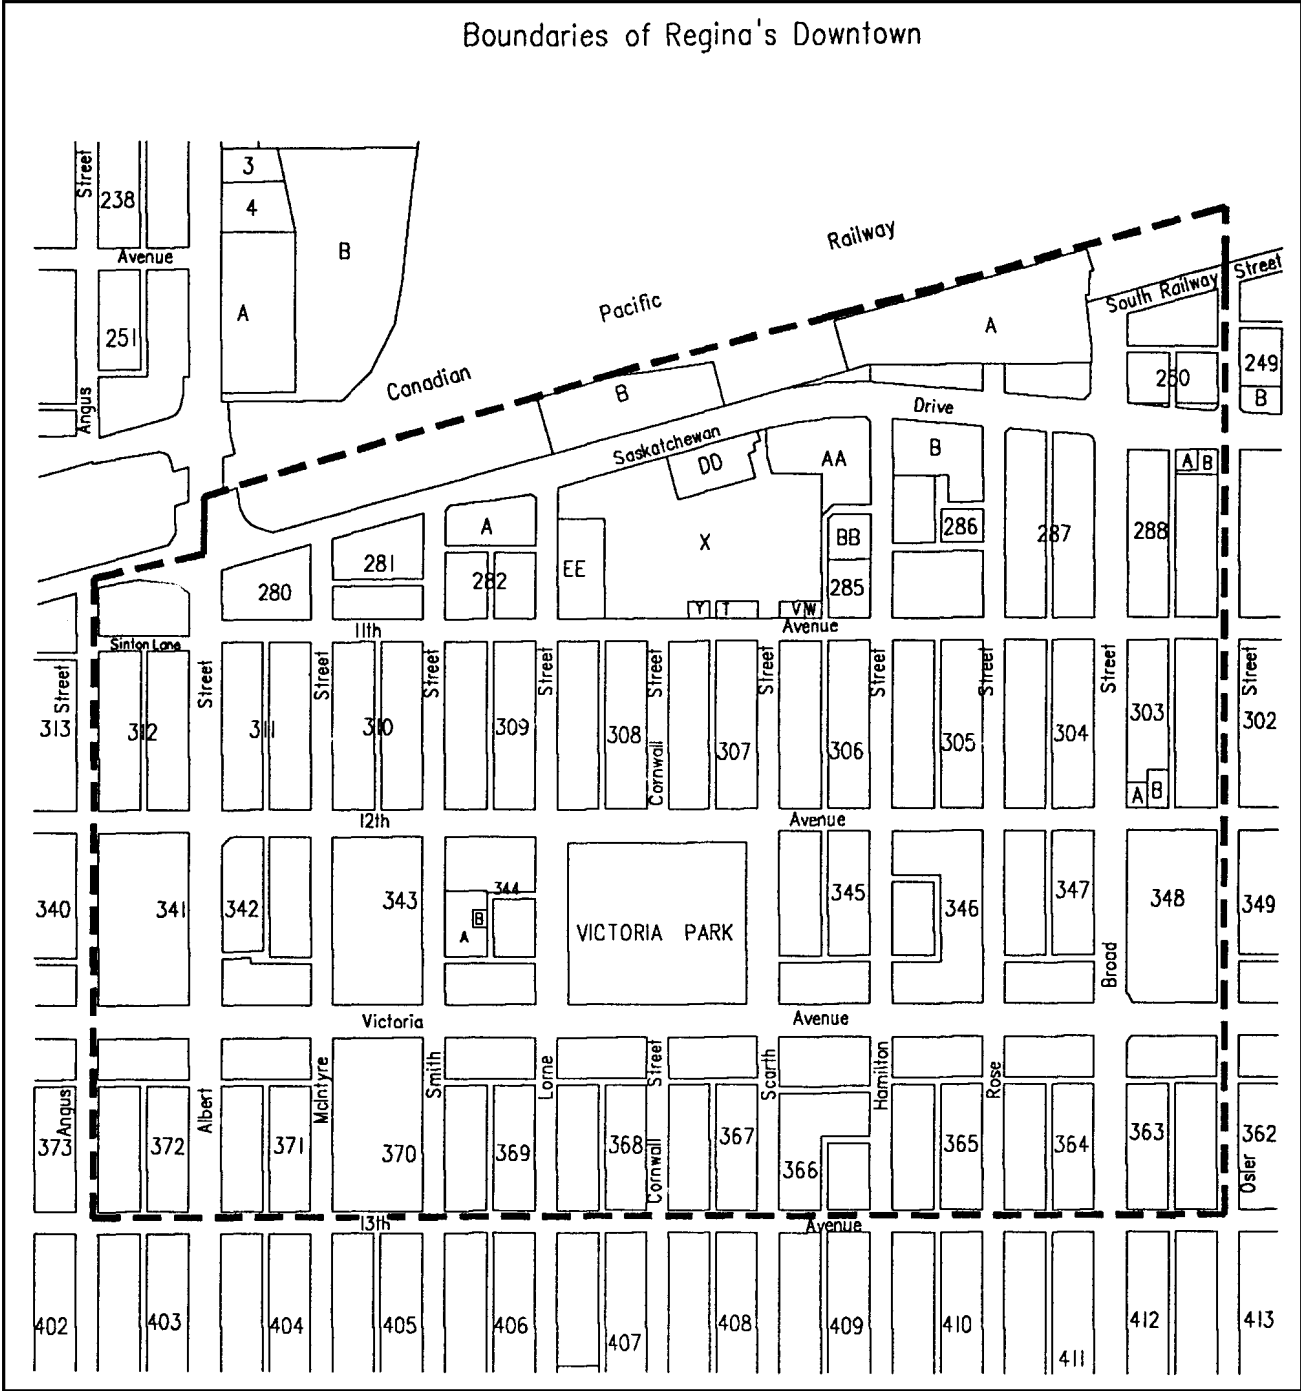 Boundaries of Regina's Downtown
Street
238
3
4
B
Avenue
251
A
Angus
Canadian
Pacific
Railway
A
South Railway
Street
249
B
250
B
Saskatchewan
Drive
DD
AA
B
A B
A
281
280
282
EE
X
BB
285
286
287
288
Y T
V W
11th
Avenue
Sinton Lane
Street
Street
Street
Street
Street
Street
Street
Street
Street
Street
Street
313
312
311
310
309
308
Cornwall
307
306
305
304
303
302
A B
12th
Avenue
340
341
342
343
344
B
A
VICTORIA PARK
345
346
347
348
349
Broad
Victoria
Avenue
Angus
Albert
McIntyre
Smith
Lorne
Cornwall Street
Scarth
Hamilton
Rose
Osler
373
372
371
370
369
368
367
366
365
364
363
362
13th
Avenue
402
403
404
405
406
407
408
409
410
411
412
413